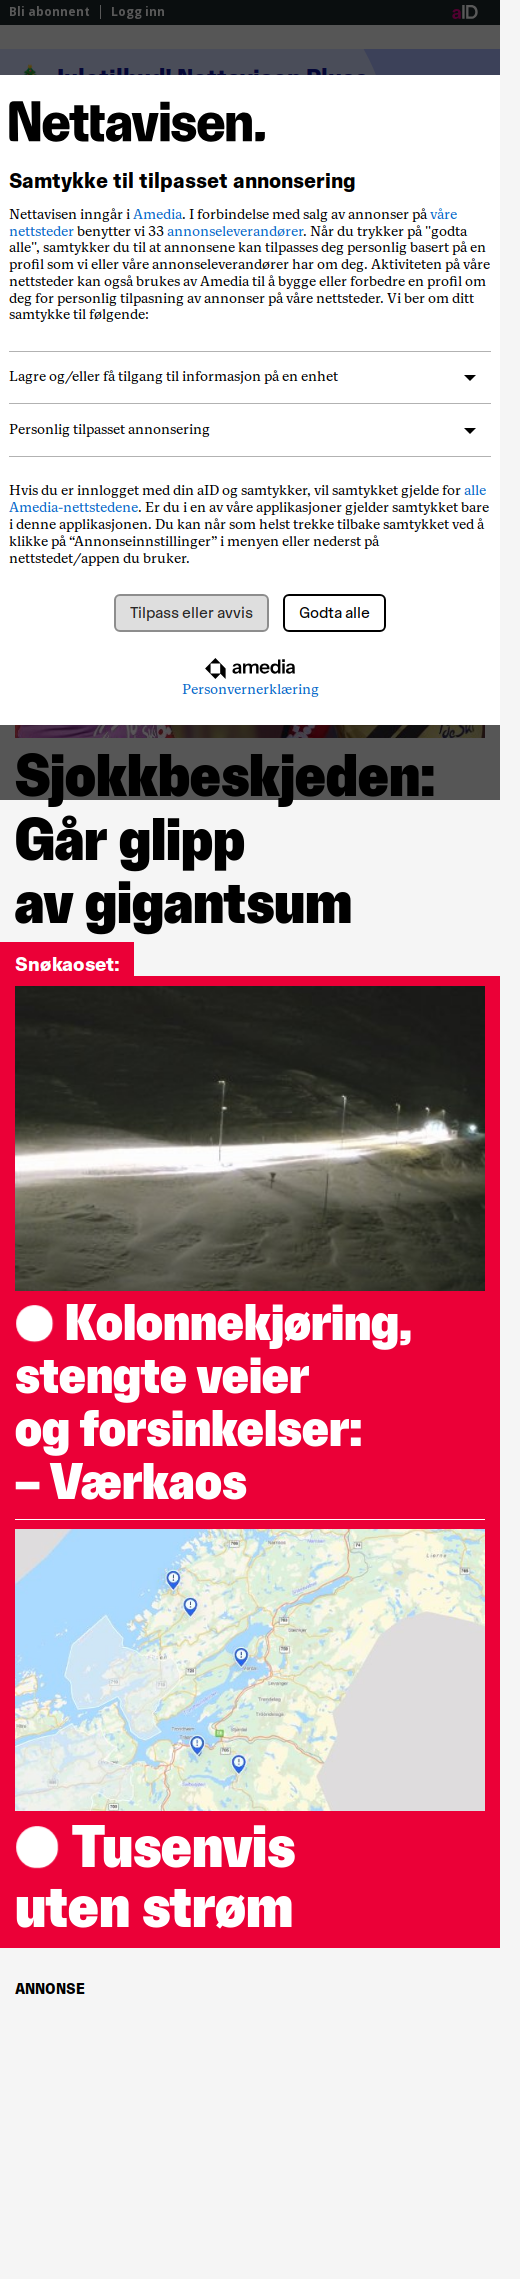 Bli abonnent
Logg inn
aID
Juletilbud! Nettavisen Pluss
Nettavisen.
Samtykke til tilpasset annonsering
Nettavisen inngår i Amedia. I forbindelse med salg av annonser på våre
nettsteder benytter vi 33 annonseleverandører. Når du trykker på "godta
alle", samtykker du til at annonsene kan tilpasses deg personlig basert på en
profil som vi eller våre annonseleverandører har om deg. Aktiviteten på våre
nettsteder kan også brukes av Amedia til å bygge eller forbedre en profil om
deg for personlig tilpasning av annonser på våre nettsteder. Vi ber om ditt
samtykke til følgende:
Lagre og/eller få tilgang til informasjon på en enhet
Personlig tilpasset annonsering
Hvis du er innlogget med din aID og samtykker, vil samtykket gjelde for alle
Amedia-nettstedene. Er du i en av våre applikasjoner gjelder samtykket bare
i denne applikasjonen. Du kan når som helst trekke tilbake samtykket ved å
klikke på “Annonseinnstillinger” i menyen eller nederst på
nettstedet/appen du bruker.
Tilpass eller avvis
Godta alle
amedia
Personvernerklæring
Sjokkbeskjeden:
Går glipp
av gigantsum
Snøkaoset:
Kolonnekjøring,
stengte veier
og forsinkelser:
– Værkaos
Tusenvis
uten strøm
ANNONSE